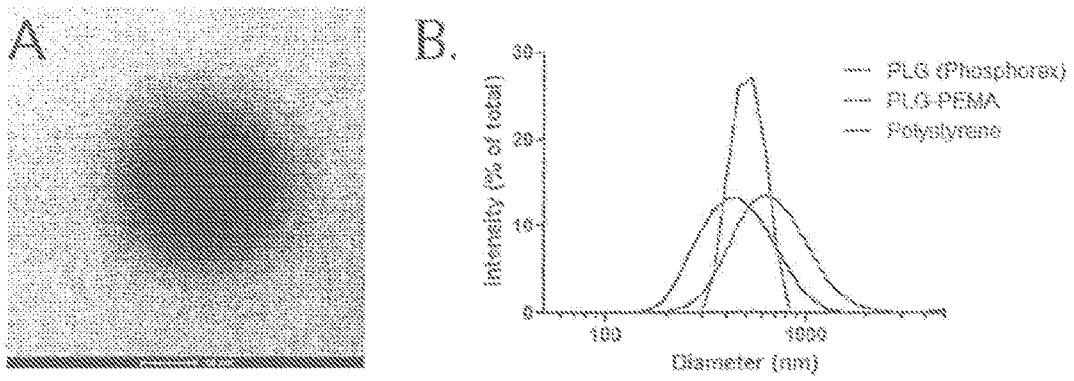 A
B.
30
20
10
0
100
1000
Intensity (% of total)
Diameter (nm)
PLG (Phosphorex)
PLG-PEMA
Polystyrene